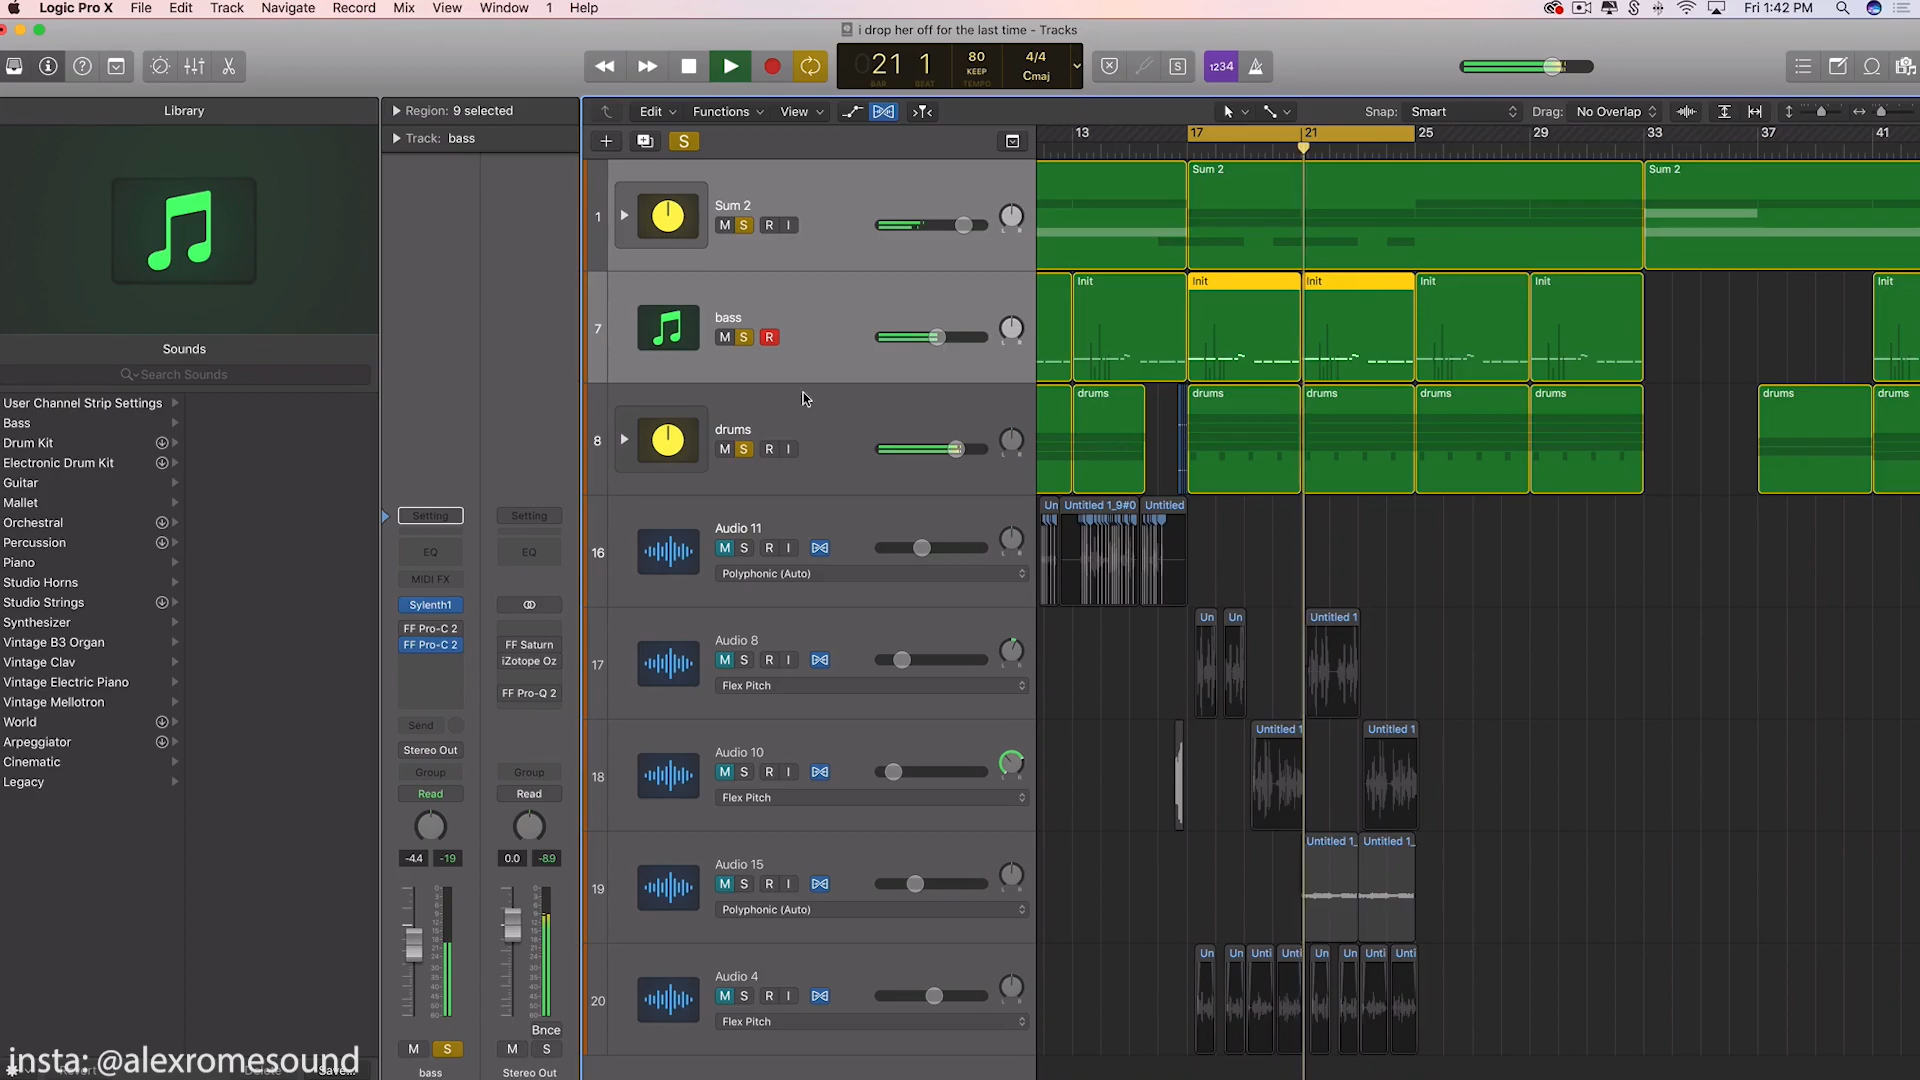 Logic Pro X File Edit Track Navigate Record Mix View Window 1 Help
Fri 1:42 PM
i drop her off for the last time - Tracks
21 1
BAR BEAT
80
KEEP
TEMPO
4/4
Cmaj
S
1234
Library
Region: 9 selected
Track: bass
Edit Functions View
Snap: Smart
Drag: No Overlap
S
13 17 21 25 29 33 37 41
1
Sum 2
M S R I
L R
Sum 2
Sum 2
7
bass
M S R
L R
Init
Init
Init
Init
Init
Init
8
drums
M S R I
L R
drums
drums
drums
drums
drums
drums
drums
16
Audio 11
M S R I
Polyphonic (Auto)
L R
Un
Untitled 1_9#0
Untitled
17
Audio 8
M S R I
Flex Pitch
L R
Un
Un
Untitled 1
18
Audio 10
M S R I
Flex Pitch
L R
Untitled 1
Untitled 1
19
Audio 15
M S R I
Polyphonic (Auto)
L R
Untitled 1_
Untitled 1_
20
Audio 4
M S R I
Flex Pitch
L R
Un
Un
Unti
Unti
Un
Un
Unti
Unti
Sounds
Search Sounds
User Channel Strip Settings
Bass
Drum Kit
Electronic Drum Kit
Guitar
Mallet
Orchestral
Percussion
Piano
Studio Horns
Studio Strings
Synthesizer
Vintage B3 Organ
Vintage Clav
Vintage Electric Piano
Vintage Mellotron
World
Arpeggiator
Cinematic
Legacy
Setting
EQ
MIDI FX
Sylenth1
FF Pro-C 2
FF Pro-C 2
Send
Stereo Out
Group
Read
-4.4 -19
M S
bass
Setting
EQ
FF Saturn
iZotope Oz
FF Pro-Q 2
Group
Read
0.0 -8.9
Bnce
M S
Stereo Out
insta: @alexromesound